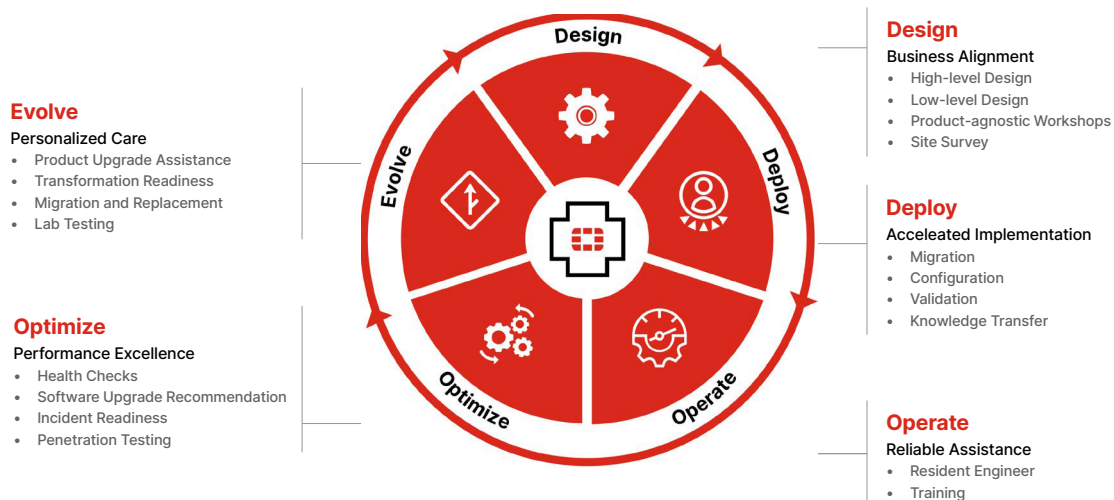 Design
Deploy
Operate
Optimize
Evolve
Evolve
Personalized Care
• Product Upgrade Assistance
• Transformation Readiness
• Migration and Replacement
• Lab Testing
Optimize
Performance Excellence
• Health Checks
• Software Upgrade Recommendation
• Incident Readiness
• Penetration Testing
Design
Business Alignment
• High-level Design
• Low-level Design
• Product-agnostic Workshops
• Site Survey
Deploy
Acceleated Implementation
• Migration
• Configuration
• Validation
• Knowledge Transfer
Operate
Reliable Assistance
• Resident Engineer
• Training